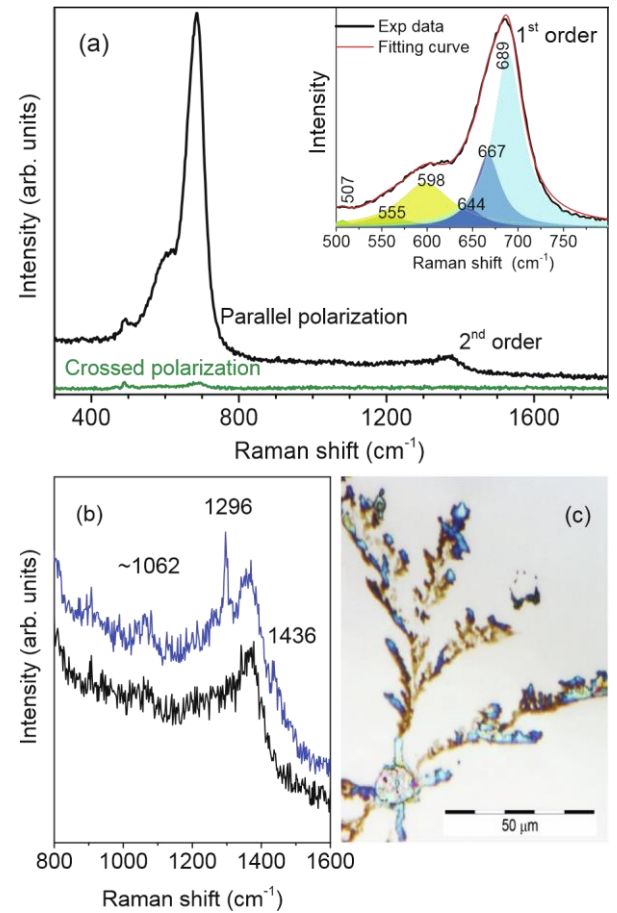 (a)
Exp data
Fitting curve
1st order
689
667
644
598
555
507
Intensity
500 550 600 650 700 750
Raman shift (cm-1)
Intensity (arb. units)
Parallel polarization
2nd order
Crossed polarization
400 800 1200 1600
Raman shift (cm-1)
(b)
1296
~1062
1436
Intensity (arb. units)
800 1000 1200 1400 1600
Raman shift (cm-1)
(c)
50 μm